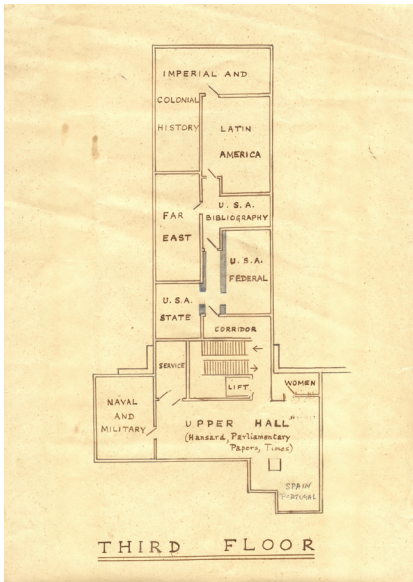 IMPERIAL AND
COLONIAL
HISTORY
LATIN
AMERICA
FAR
EAST
U. S. A.
BIBLIOGRAPHY
U. S. A.
FEDERAL
U. S. A.
STATE
CORRIDOR
SERVICE
LIFT
WOMEN
NAVAL
AND
MILITARY
UPPER HALL
(Hansard, Parliamentary
Papers, Times)
SPAIN
PORTUGAL
THIRD FLOOR